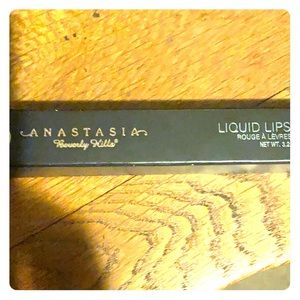 ANASTASIA
Beverly Hills®
LIQUID LIPS
ROUGE À LÈVRES
NET WT. 3.2